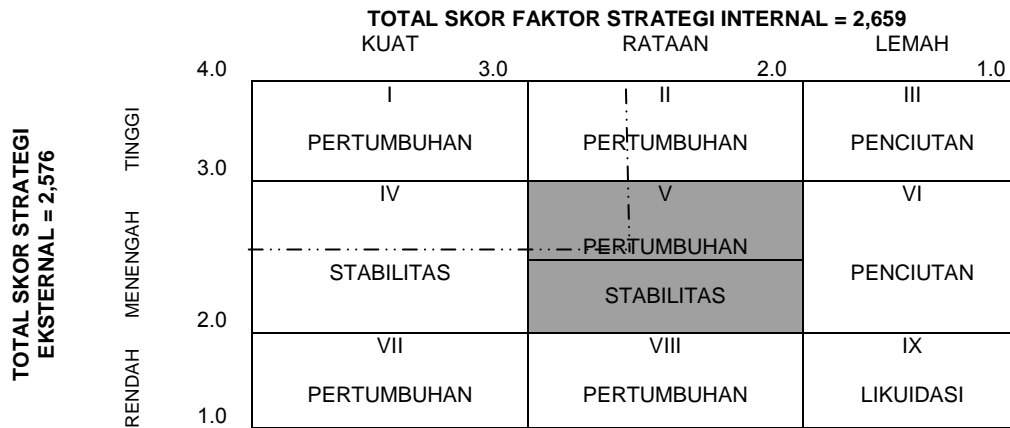 TOTAL SKOR FAKTOR STRATEGI INTERNAL = 2,659
KUAT RATAAN LEMAH
4.0 3.0 2.0 1.0
TOTAL SKOR STRATEGI
EKSTERNAL = 2,576
TINGGI
I II III
PERTUMBUHAN PERTUMBUHAN PENCIUTAN
3.0
MENENGAH
IV V VI
PERTUMBUHAN
STABILITAS PENCIUTAN
STABILITAS
2.0
RENDAH
VII VIII IX
PERTUMBUHAN PERTUMBUHAN LIKUIDASI
1.0